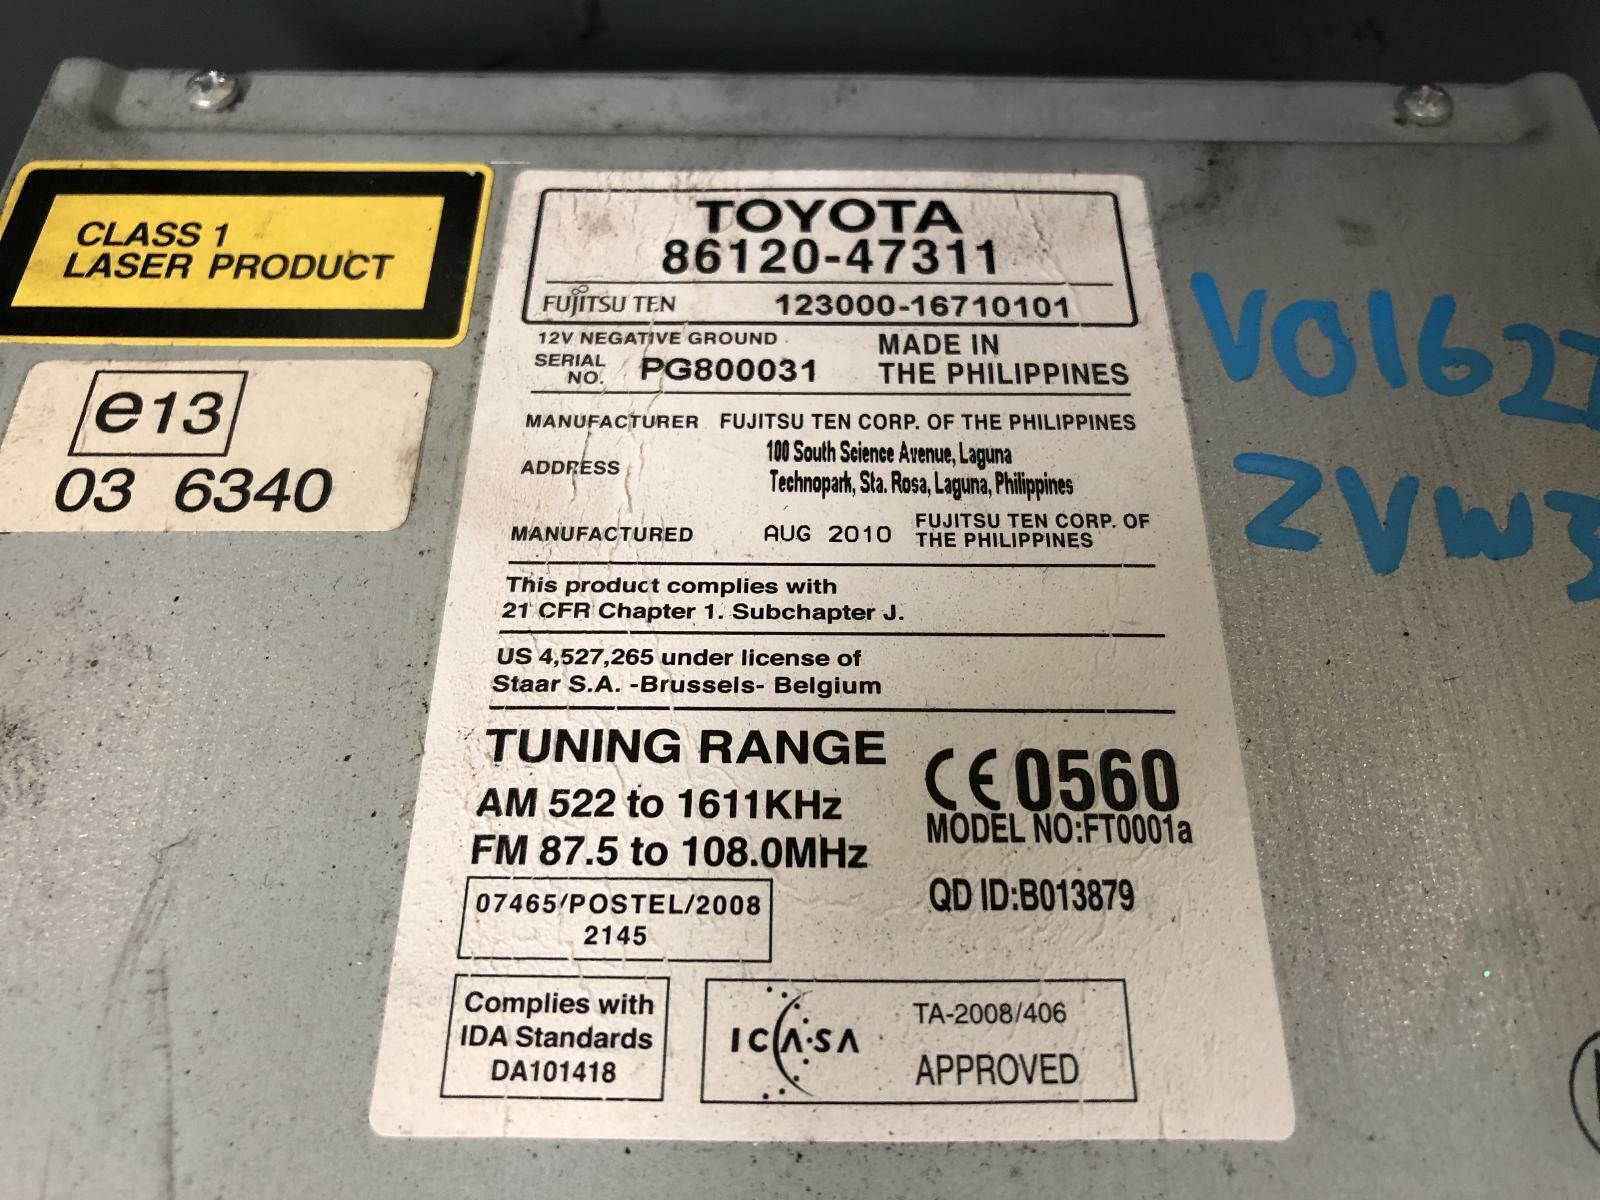 CLASS 1
LASER PRODUCT
e13
03 6340
TOYOTA
86120-47311
FUJITSU TEN 123000-16710101
12V NEGATIVE GROUND
SERIAL NO. PG800031
MADE IN
THE PHILIPPINES
MANUFACTURER FUJITSU TEN CORP. OF THE PHILIPPINES
ADDRESS 100 South Science Avenue, Laguna
Technopark, Sta. Rosa, Laguna, Philippines
MANUFACTURED AUG 2010 FUJITSU TEN CORP. OF
THE PHILIPPINES
This product complies with
21 CFR Chapter 1. Subchapter J.
US 4,527,265 under license of
Staar S.A. -Brussels- Belgium
TUNING RANGE
AM 522 to 1611KHz
FM 87.5 to 108.0MHz
CE 0560
MODEL NO:FT0001a
QD ID:B013879
07465/POSTEL/2008
2145
Complies with
IDA Standards
DA101418
ICASA
TA-2008/406
APPROVED
ZVW3